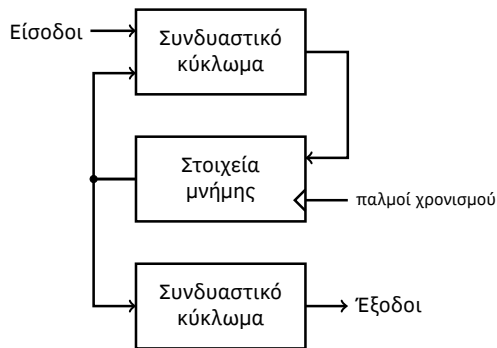 Είσοδοι
Συνδυαστικό
κύκλωμα
Στοιχεία
μνήμης
παλμοί χρονισμού
Συνδυαστικό
κύκλωμα
Έξοδοι